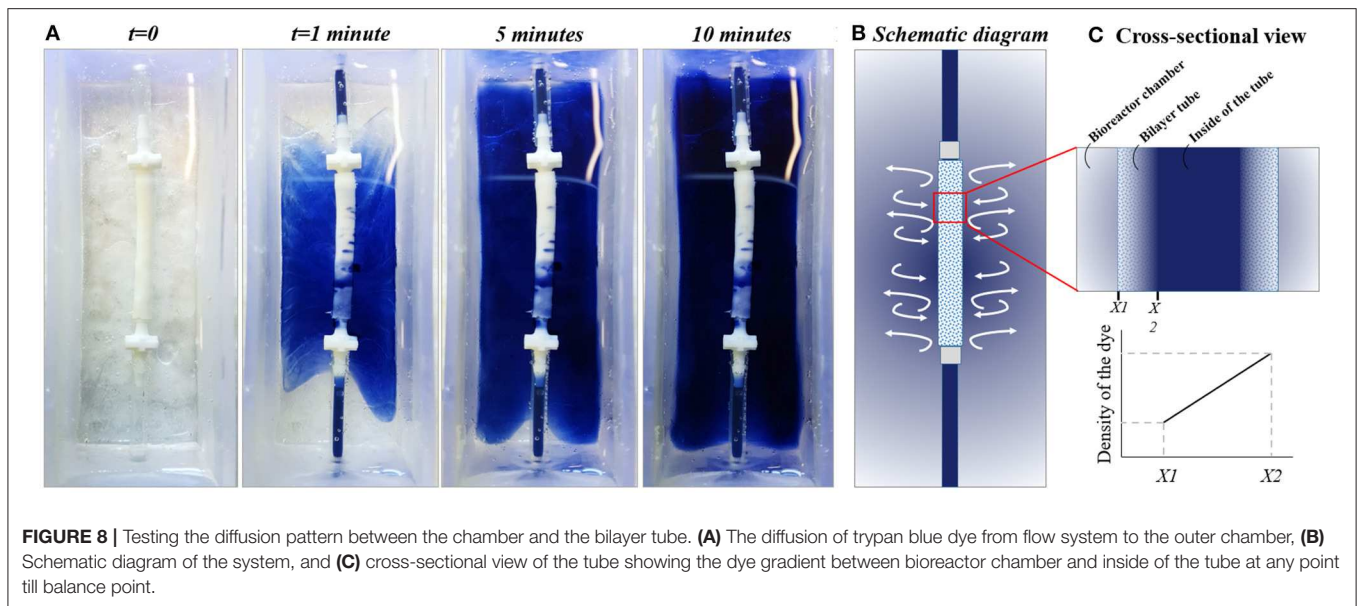 A
t=0
t=1 minute
5 minutes
10 minutes
B Schematic diagram
C Cross-sectional view
Bioreactor chamber
Bilayer tube
Inside of the tube
X1
X
2
Density of the dye
X1
X2
FIGURE 8 | Testing the diffusion pattern between the chamber and the bilayer tube. (A) The diffusion of trypan blue dye from flow system to the outer chamber, (B)
Schematic diagram of the system, and (C) cross-sectional view of the tube showing the dye gradient between bioreactor chamber and inside of the tube at any point
till balance point.